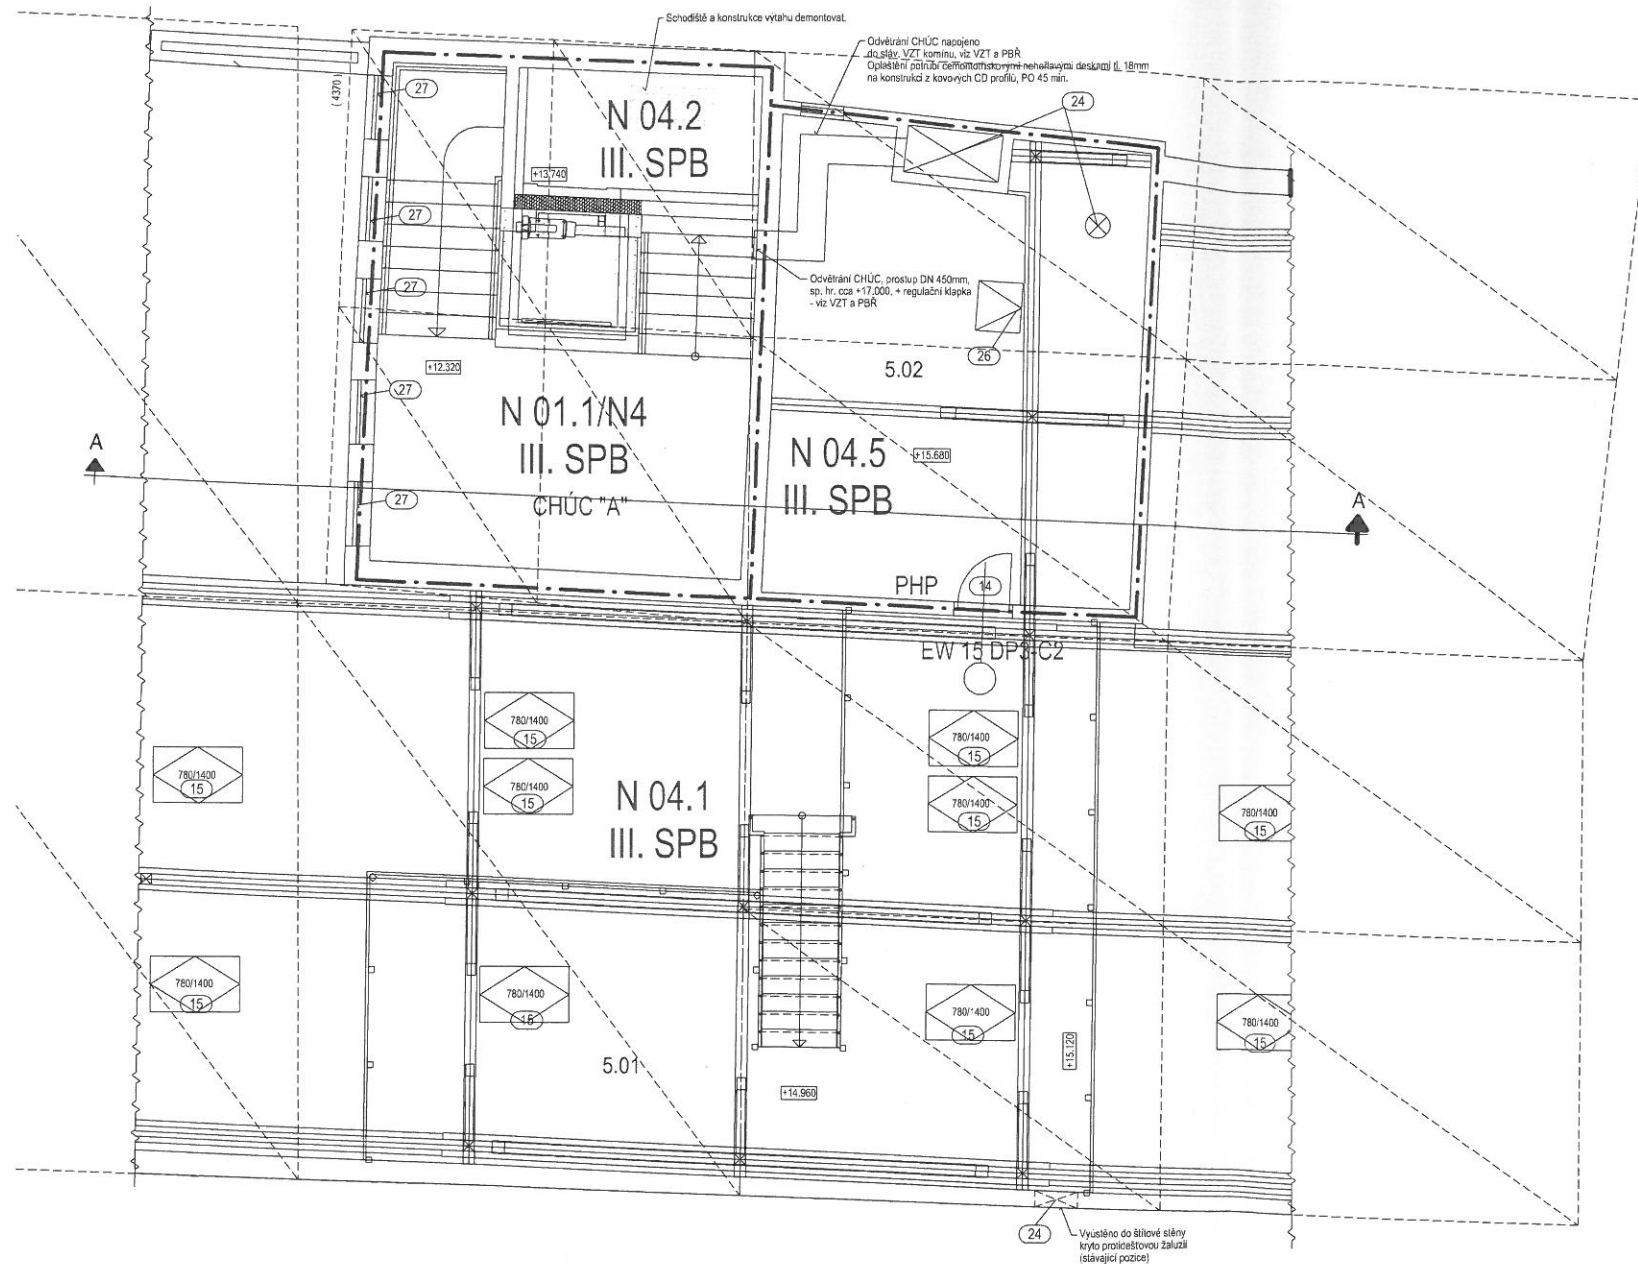 Schodiště a konstrukce výtahu demontovat.
Odvětrání CHÚC napojeno
do stáv. VZT komínu, viz VZT a PBŘ
Opláštění potrubí cementotřískovými nehořlavými deskami tl. 18mm
na konstrukci z kovových CD profilů, PO 45 min.
(4370)
27
24
N 04.2
III. SPB
+13.740
27
27
Odvětrání CHÚC, prostup DN 450mm,
sp. hr. cca +17.000, + regulační klapka
- viz VZT a PBŘ
26
5.02
+12.320
27
N 01.1/N4
III. SPB
CHÚC "A"
27
N 04.5
III. SPB
+15.680
A
A
PHP
14
EW 15 DP3-C2
780/1400
15
780/1400
15
780/1400
15
780/1400
15
780/1400
15
780/1400
15
N 04.1
III. SPB
780/1400
15
780/1400
15
780/1400
15
780/1400
15
5.01
+14.960
+15.120
24
Vyústěno do štítové stěny
kryto protidešťovou žaluzií
(stávající pozice)